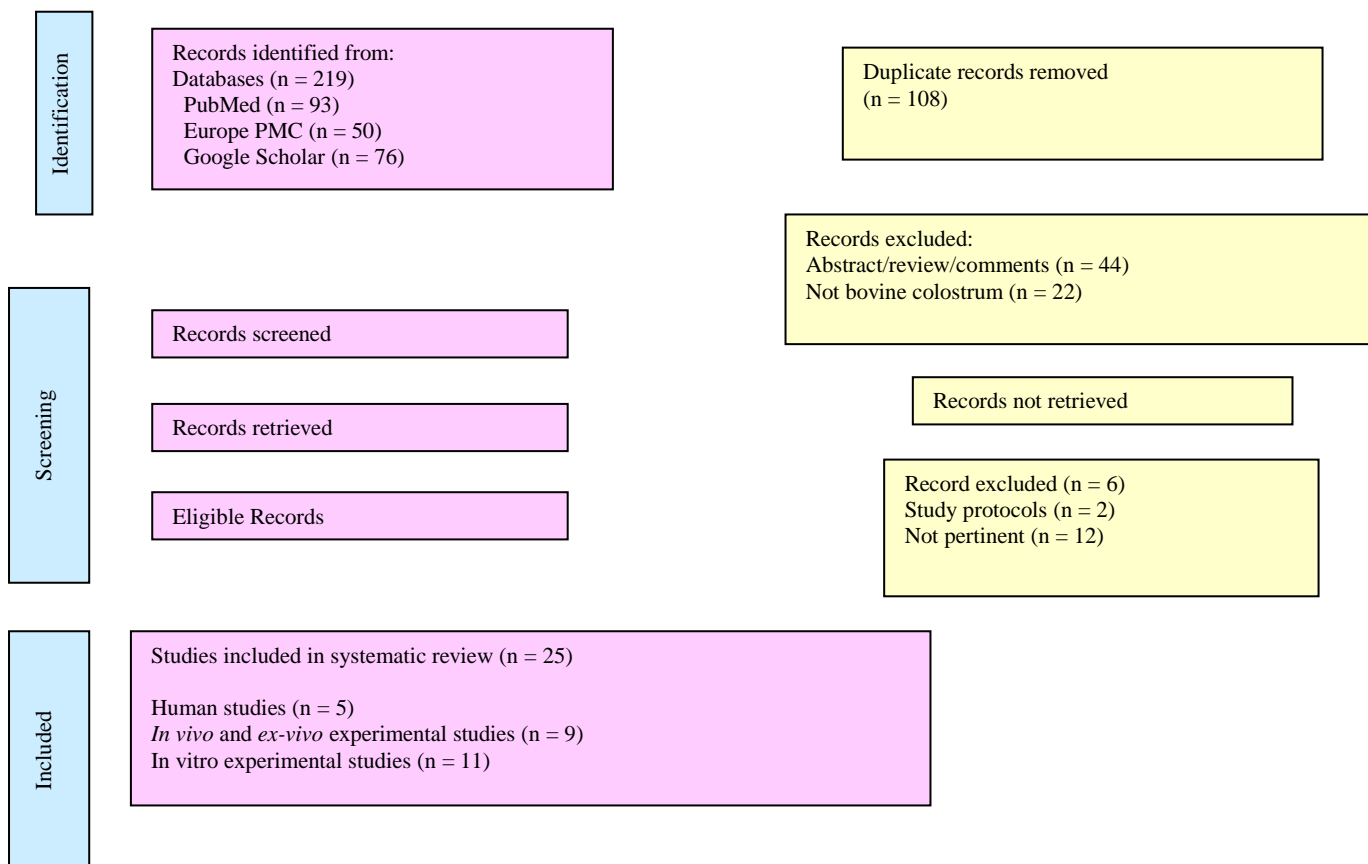 Identification
Records identified from:
Databases (n = 219)
PubMed (n = 93)
Europe PMC (n = 50)
Google Scholar (n = 76)
Duplicate records removed
(n = 108)
Screening
Records screened
Records excluded:
Abstract/review/comments (n = 44)
Not bovine colostrum (n = 22)
Records retrieved
Records not retrieved
Eligible Records
Record excluded (n = 6)
Study protocols (n = 2)
Not pertinent (n = 12)
Included
Studies included in systematic review (n = 25)
Human studies (n = 5)
In vivo and ex-vivo experimental studies (n = 9)
In vitro experimental studies (n = 11)